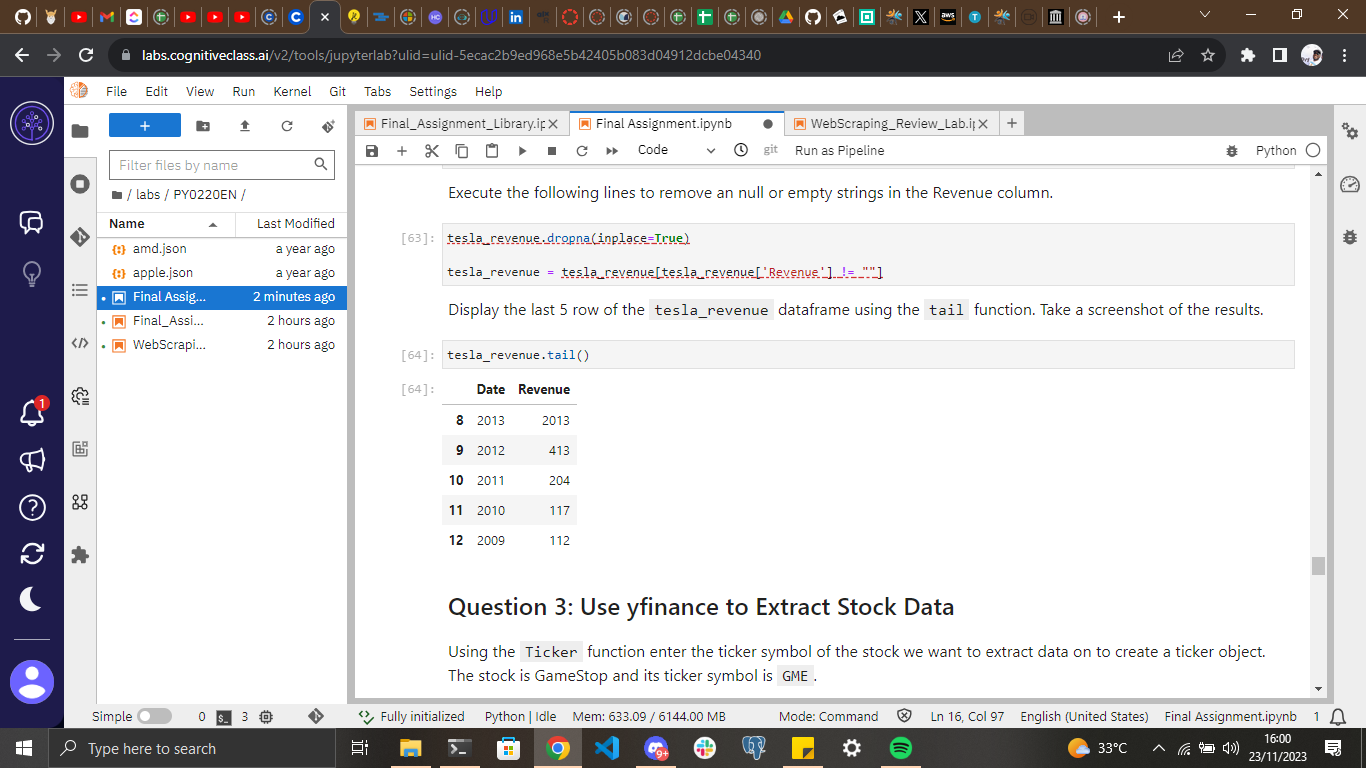 labs.cognitiveclass.ai/v2/tools/jupyterlab?ulid=ulid-5ecac2b9ed968e5b42405b083d04912dcbe04340
File Edit View Run Kernel Git Tabs Settings Help
Final_Assignment_Library.ip
Final Assignment.ipynb
WebScraping_Review_Lab.ip
Code
git
Run as Pipeline
Python
Filter files by name
/ labs / PY0220EN /
Name Last Modified
amd.json a year ago
apple.json a year ago
Final Assig... 2 minutes ago
Final_Assi... 2 hours ago
WebScrapi... 2 hours ago
1
Execute the following lines to remove an null or empty strings in the Revenue column.
[63]: tesla_revenue.dropna(inplace=True)
tesla_revenue = tesla_revenue[tesla_revenue['Revenue'] != ""]
Display the last 5 row of the tesla_revenue dataframe using the tail function. Take a screenshot of the results.
[64]: tesla_revenue.tail()
[64]: Date Revenue
8 2013 2013
9 2012 413
10 2011 204
11 2010 117
12 2009 112
Question 3: Use yfinance to Extract Stock Data
Using the Ticker function enter the ticker symbol of the stock we want to extract data on to create a ticker object.
The stock is GameStop and its ticker symbol is GME .
Simple 0 3 Fully initialized Python | Idle Mem: 633.09 / 6144.00 MB Mode: Command Ln 16, Col 97 English (United States) Final Assignment.ipynb 1
Type here to search
9+
33°C
16:00
23/11/2023